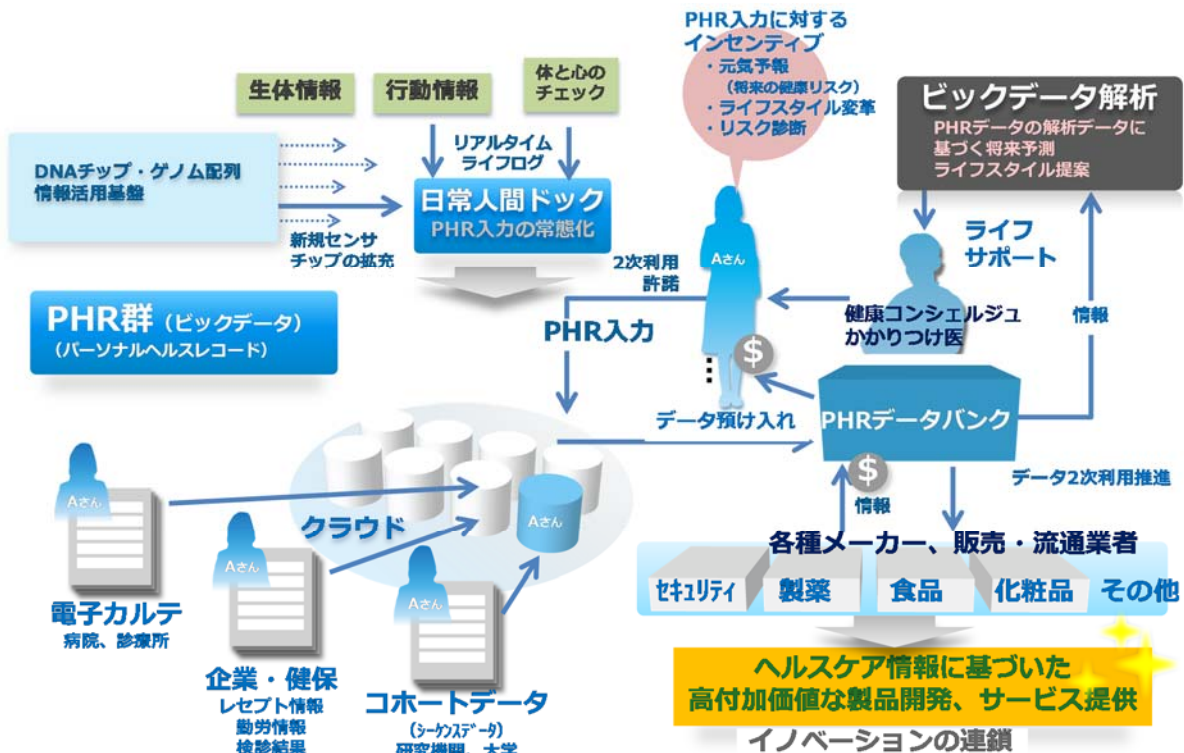 PHR入力に対する
インセンティブ
・元気予報
（将来の健康リスク）
・ライフスタイル変革
・リスク診断
生体情報
行動情報
体と心の
チェック
ビックデータ解析
PHRデータの解析データに
基づく将来予測
ライフスタイル提案
リアルタイム
ライフログ
DNAチップ・ゲノム配列
情報活用基盤
日常人間ドック
PHR入力の常態化
新規センサ
チップの拡充
2次利用
許諾
Aさん
ライフ
サポート
PHR群（ビックデータ）
（パーソナルヘルスレコード）
PHR入力
健康コンシェルジュ
かかりつけ医
情報
$
⋮
データ預け入れ
PHRデータバンク
$
情報
データ2次利用推進
Aさん
クラウド
Aさん
電子カルテ
病院、診療所
Aさん
企業・健保
レセプト情報
勤労情報
検診結果
Aさん
コホートデータ
（シーケンスデータ）
研究機関、大学
各種メーカー、販売・流通業者
セキュリティ
製薬
食品
化粧品
その他
ヘルスケア情報に基づいた
高付加価値な製品開発、サービス提供
イノベーションの連鎖